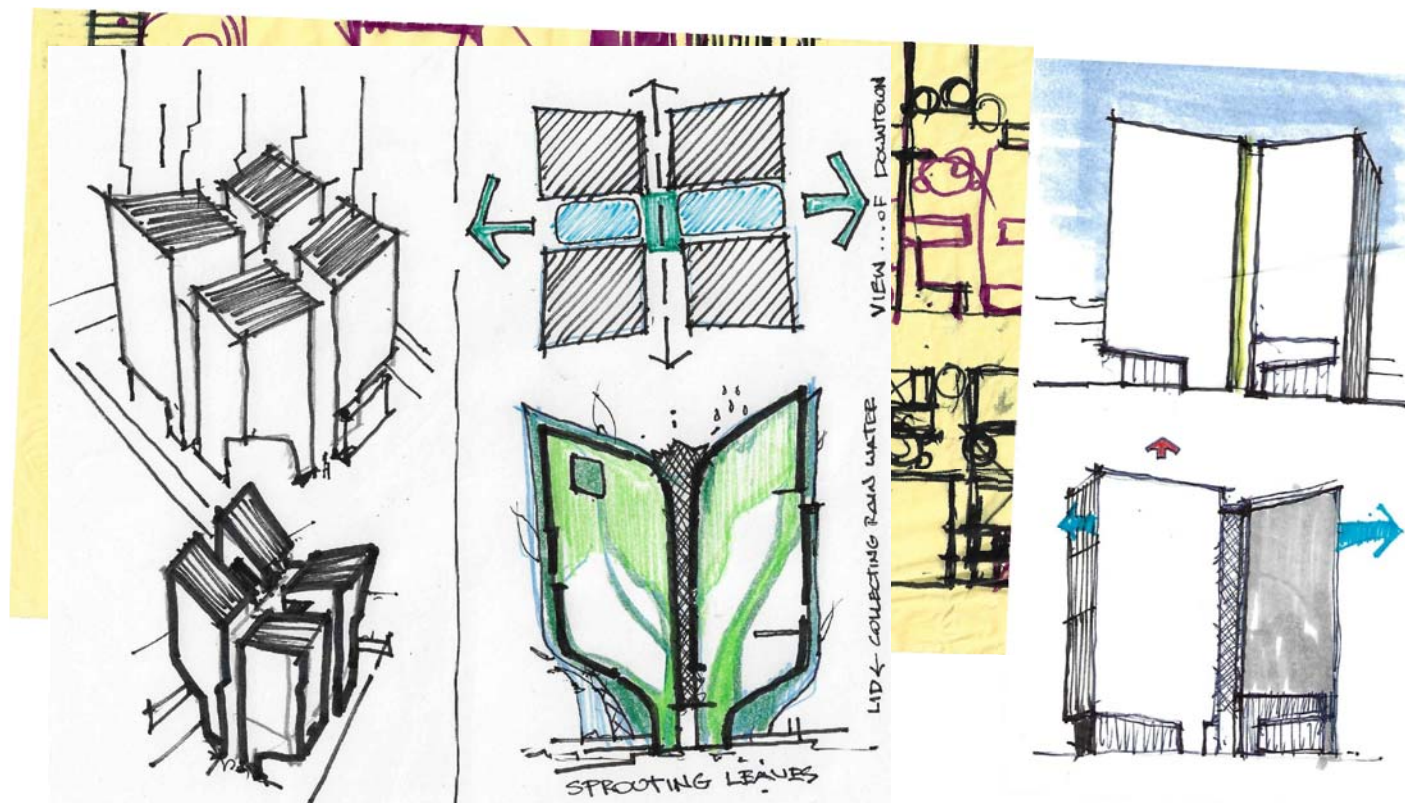 VIEW....OF DOWNTOWN
LID ← COLLECTING RAIN WATER
SPROUTING LEAVES